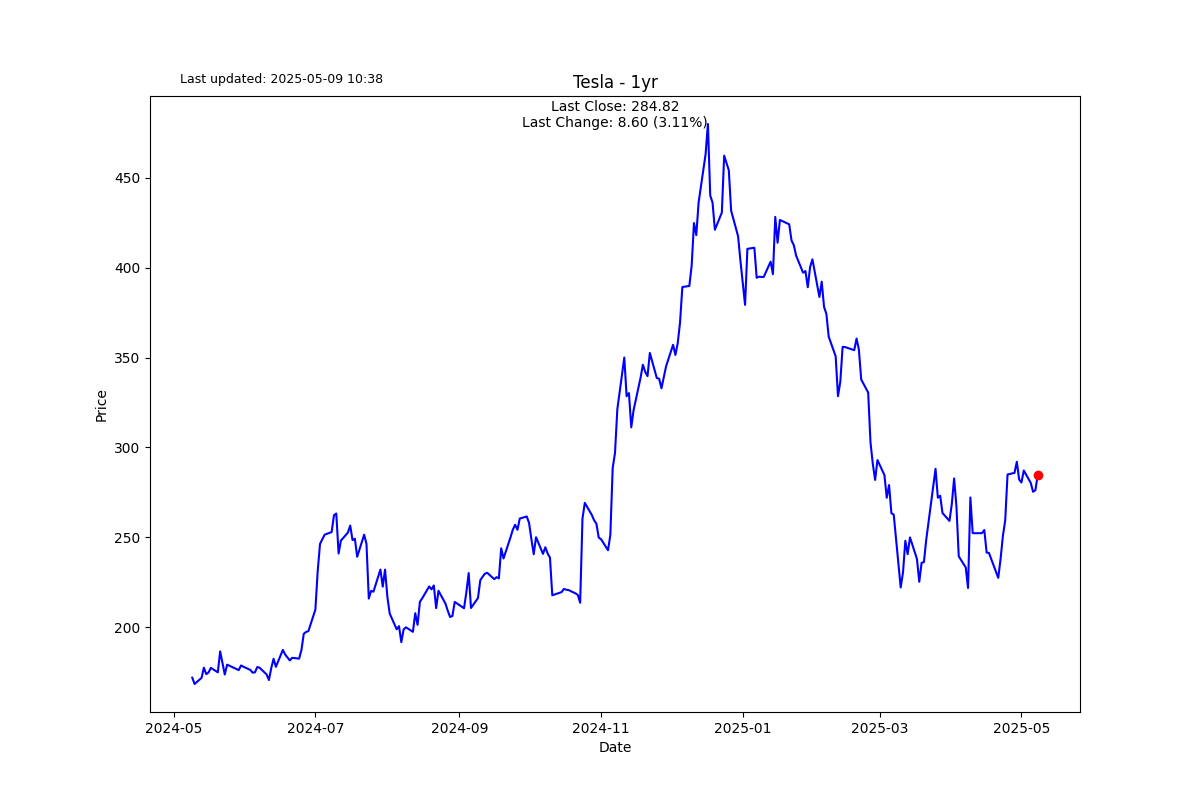 Last updated: 2025-05-09 10:38
Tesla - 1yr
Last Close: 284.82
Last Change: 8.60 (3.11%)
450
400
350
300
250
200
Price
2024-05
2024-07
2024-09
2024-11
2025-01
2025-03
2025-05
Date